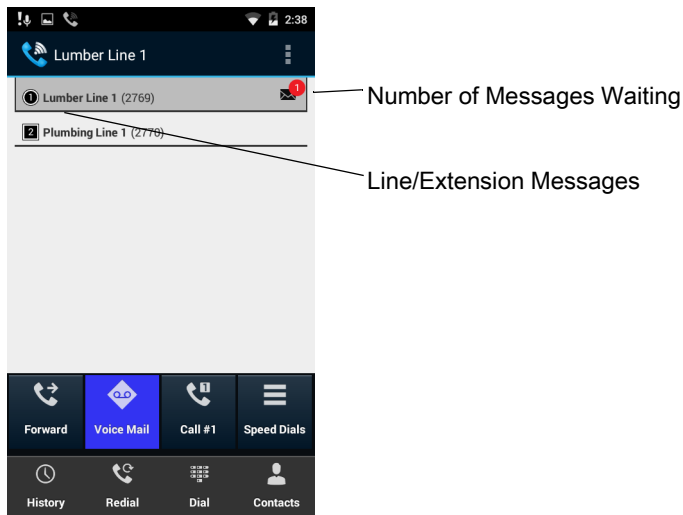 2:38
Lumber Line 1
1 Lumber Line 1 (2769)
1
Number of Messages Waiting
2 Plumbing Line 1 (2770)
Line/Extension Messages
1
Forward Voice Mail Call #1 Speed Dials
History Redial Dial Contacts